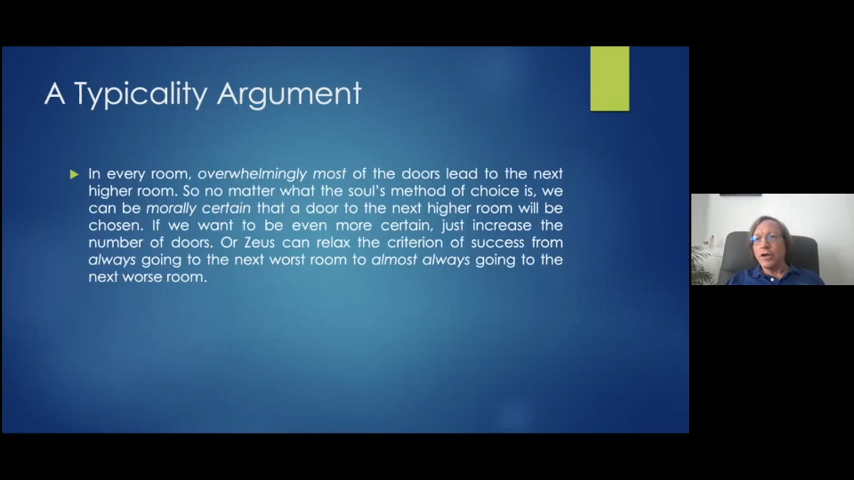 A Typicality Argument
In every room, overwhelmingly most of the doors lead to the next
higher room. So no matter what the soul's method of choice is, we
can be morally certain that a door to the next higher room will be
chosen. If we want to be even more certain, just increase the
number of doors. Or Zeus can relax the criterion of success from
always going to the next worst room to almost always going to the
next worse room.